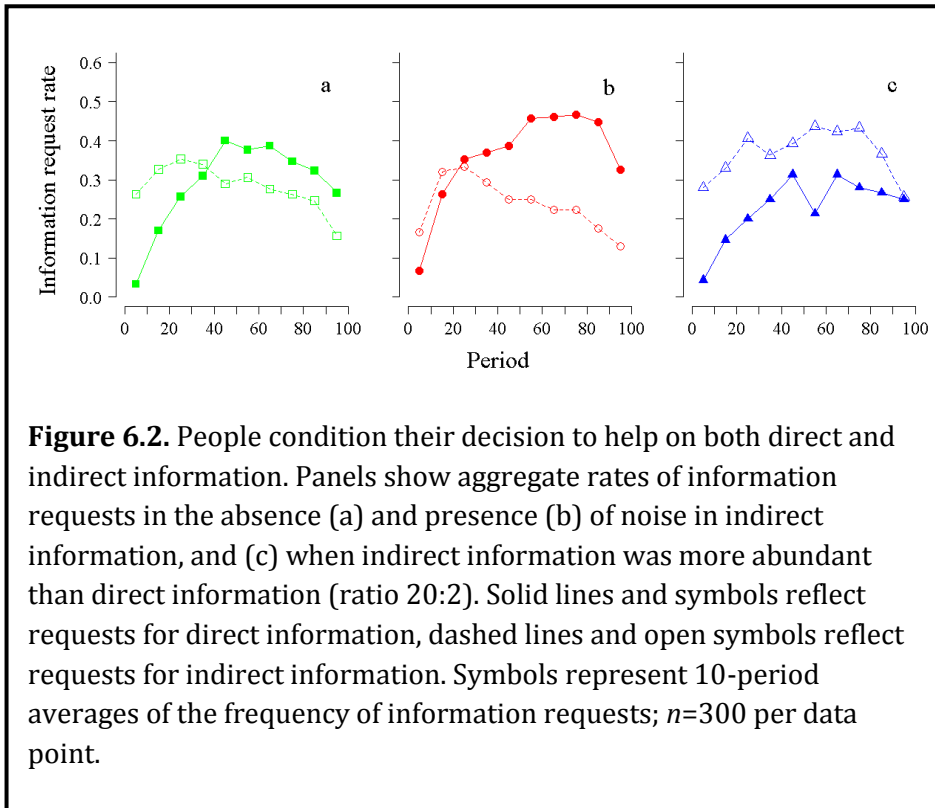 Information request rate
0.6
0.5
0.4
0.3
0.2
0.1
0.0
a
b
c
0 20 40 60 80 100
0 20 40 60 80 100
0 20 40 60 80 100
Period
Figure 6.2. People condition their decision to help on both direct and
indirect information. Panels show aggregate rates of information
requests in the absence (a) and presence (b) of noise in indirect
information, and (c) when indirect information was more abundant
than direct information (ratio 20:2). Solid lines and symbols reflect
requests for direct information, dashed lines and open symbols reflect
requests for indirect information. Symbols represent 10-period
averages of the frequency of information requests; n=300 per data
point.